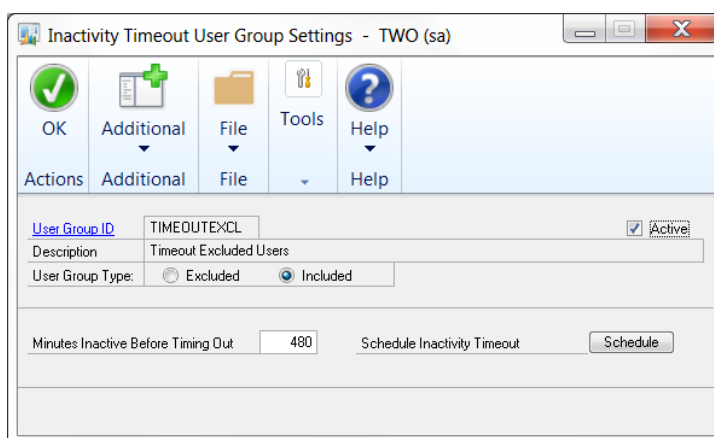 Inactivity Timeout User Group Settings - TWO (sa)
OK Additional File Tools Help
Actions Additional File Help
User Group ID TIMEOUTEXCL Active
Description Timeout Excluded Users
User Group Type: Excluded Included
Minutes Inactive Before Timing Out 480 Schedule Inactivity Timeout Schedule